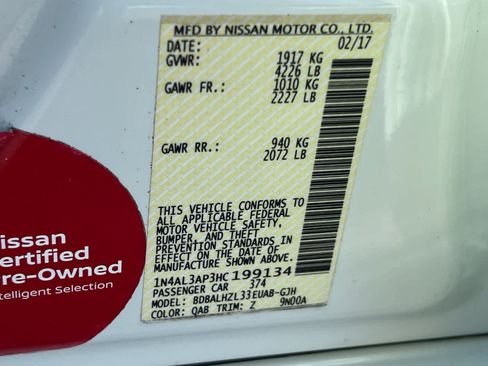 MFD BY NISSAN MOTOR CO., LTD.
DATE: 02/17
GVWR: 1917 KG
4226 LB
GAWR FR.: 1010 KG
2227 LB
GAWR RR.: 940 KG
2072 LB
THIS VEHICLE CONFORMS TO
ALL APPLICABLE FEDERAL
MOTOR VEHICLE SAFETY,
BUMPER, AND THEFT
PREVENTION STANDARDS IN
EFFECT ON THE DATE OF
MANUFACTURE SHOWN ABOVE.
1N4AL3AP3HC199134
PASSENGER CAR 374
MODEL: BDBALHZL33EUAB-GJH
COLOR: QAB TRIM: Z 9N00A
Nissan
Certified
Pre-Owned
Intelligent Selection